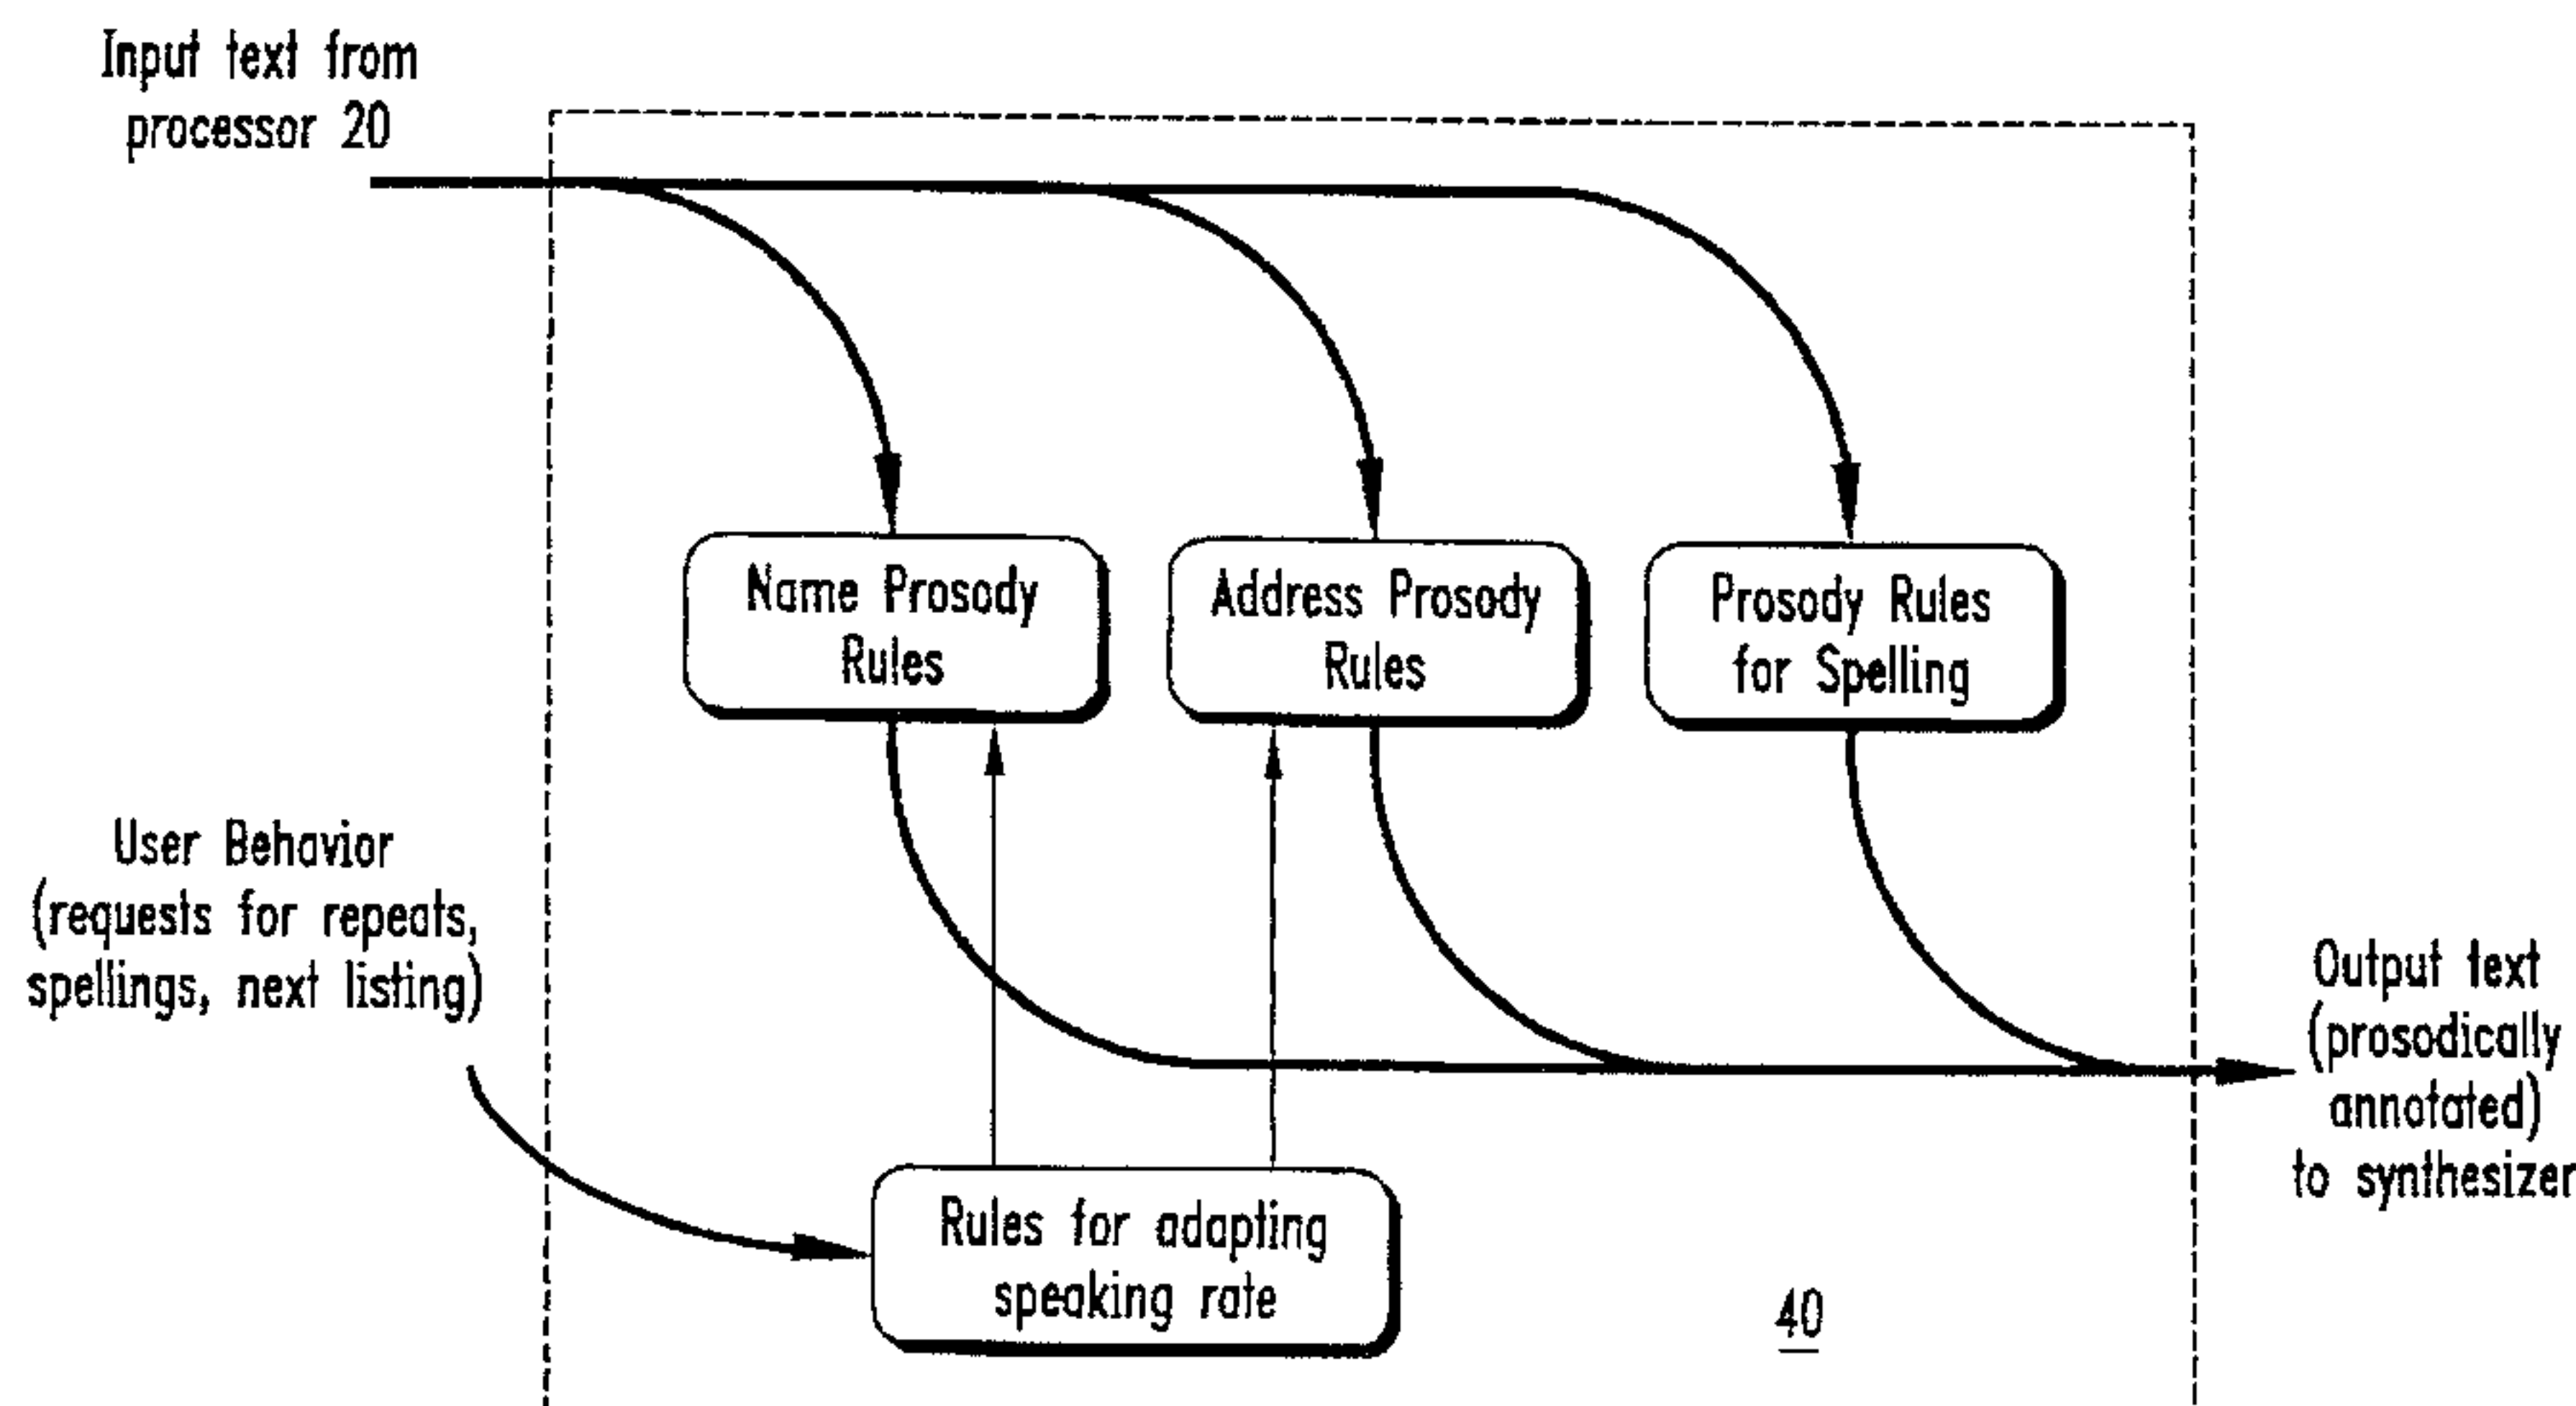 Input text from
processor 20
Name Prosody
Rules
Address Prosody
Rules
Prosody Rules
for Spelling
User Behavior
(requests for repeats,
spellings, next listing)
Output text
(prosodically
annotated)
to synthesizer
Rules for adapting
speaking rate
40